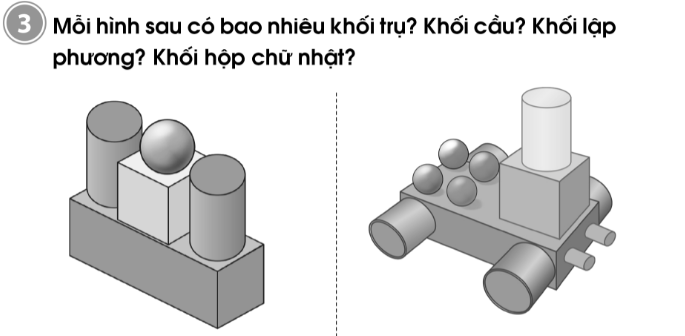 3 Mỗi hình sau có bao nhiêu khối trụ? Khối cầu? Khối lập
phương? Khối hộp chữ nhật?